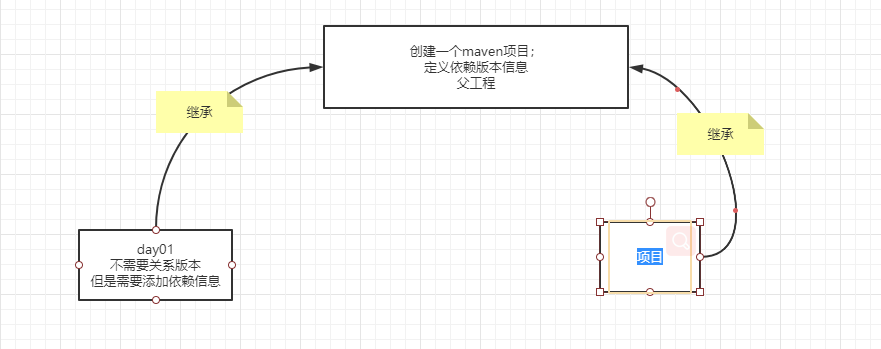 创建一个maven项目；
定义依赖版本信息
父工程
继承
继承
day01
不需要关系版本
但是需要添加依赖信息
项目